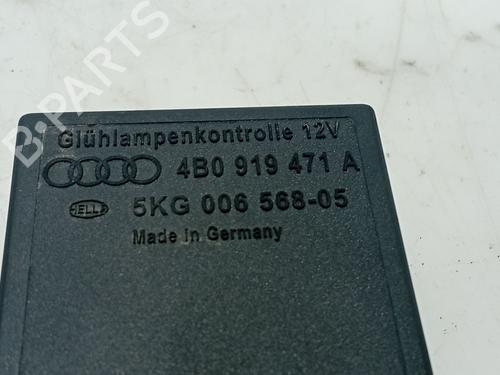 B-PARTS
Glühlampenkontrolle 12V
4B0 919 471 A
HELLA 5KG 006 568-05
Made in Germany